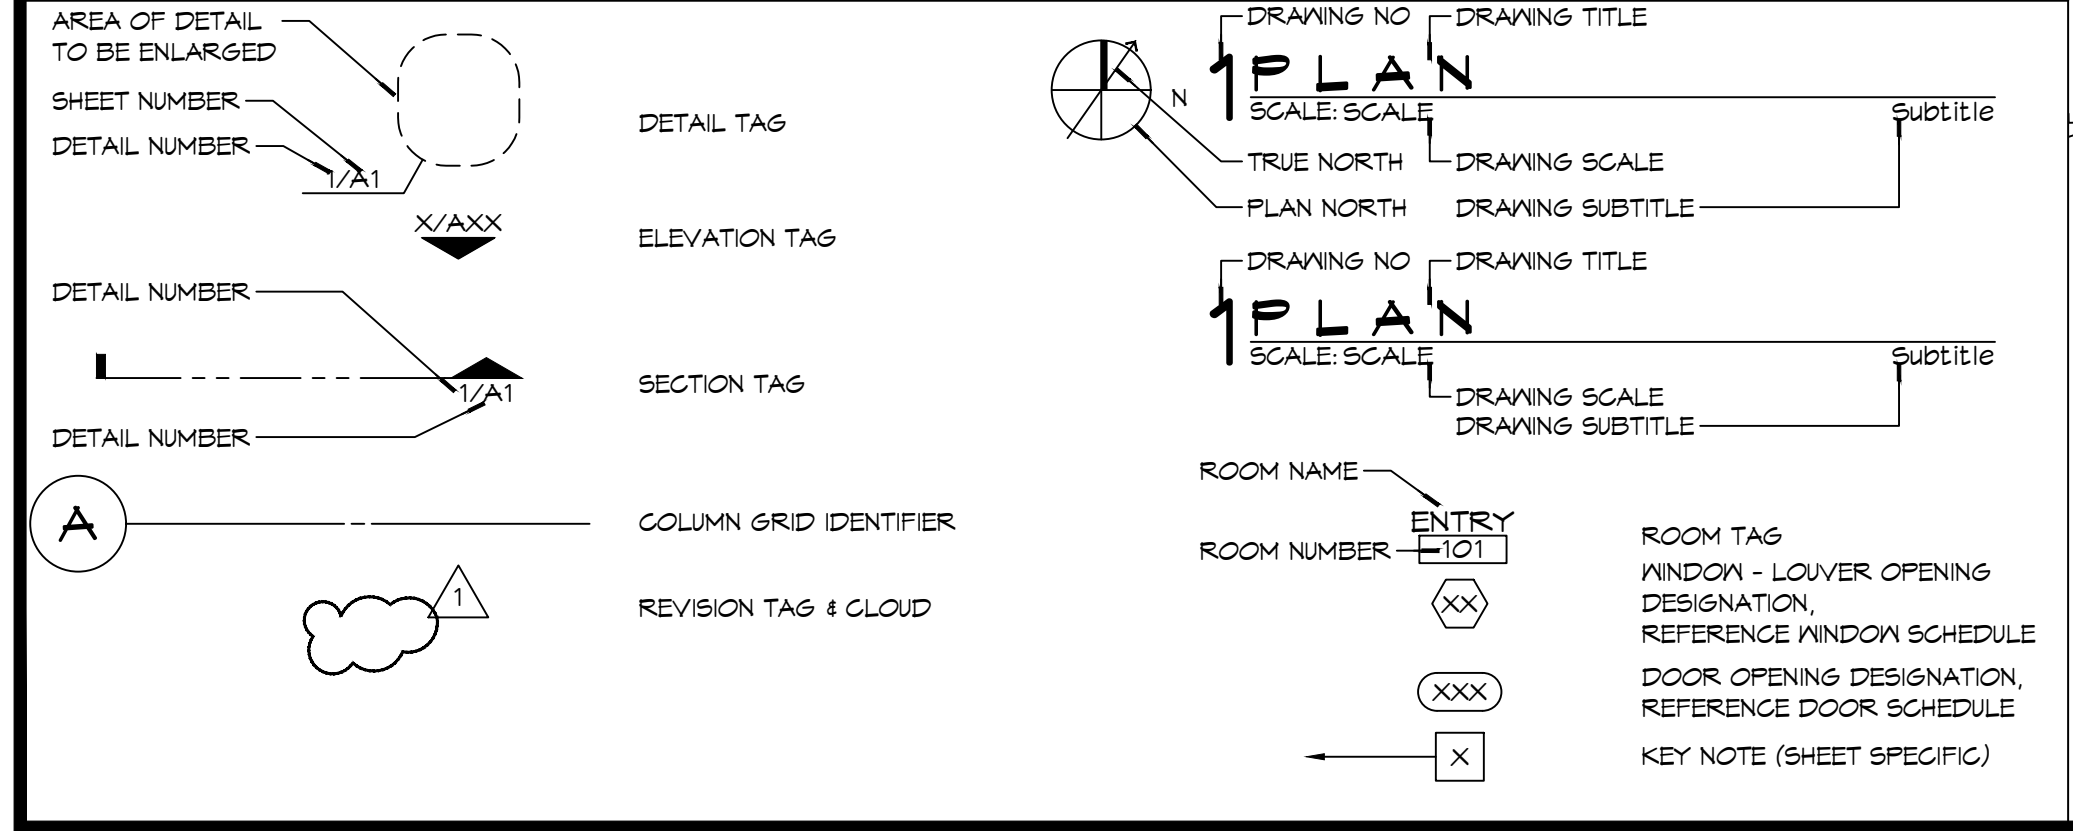 AREA OF DETAIL
TO BE ENLARGED
SHEET NUMBER
DETAIL NUMBER
1/A1
DETAIL TAG
X/AXX
ELEVATION TAG
DETAIL NUMBER
1/A1
SECTION TAG
DETAIL NUMBER
A
COLUMN GRID IDENTIFIER
1
REVISION TAG & CLOUD
DRAWING NO
DRAWING TITLE
N
1 PLAN
SCALE: SCALE
Subtitle
TRUE NORTH
DRAWING SCALE
PLAN NORTH
DRAWING SUBTITLE
DRAWING NO
DRAWING TITLE
1 PLAN
SCALE: SCALE
Subtitle
DRAWING SCALE
DRAWING SUBTITLE
ROOM NAME
ENTRY
ROOM NUMBER
101
ROOM TAG
XX
WINDOW - LOUVER OPENING
DESIGNATION,
REFERENCE WINDOW SCHEDULE
XXX
DOOR OPENING DESIGNATION,
REFERENCE DOOR SCHEDULE
X
KEY NOTE (SHEET SPECIFIC)